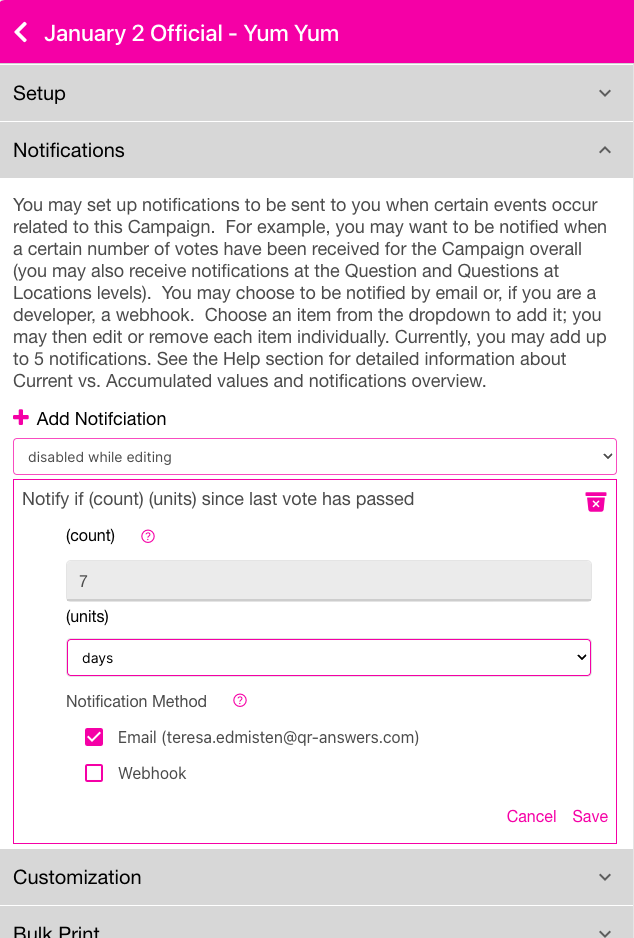 January 2 Official - Yum Yum
Setup
Notifications
You may set up notifications to be sent to you when certain events occur
related to this Campaign.  For example, you may want to be notified when
a certain number of votes have been received for the Campaign overall
(you may also receive notifications at the Question and Questions at
Locations levels).  You may choose to be notified by email or, if you are a
developer, a webhook.  Choose an item from the dropdown to add it; you
may then edit or remove each item individually. Currently, you may add up
to 5 notifications. See the Help section for detailed information about
Current vs. Accumulated values and notifications overview.
Add Notifciation
disabled while editing
Notify if (count) (units) since last vote has passed
(count)
7
(units)
days
Notification Method
Email (teresa.edmisten@qr-answers.com)
Webhook
Cancel Save
Customization
Bulk Print